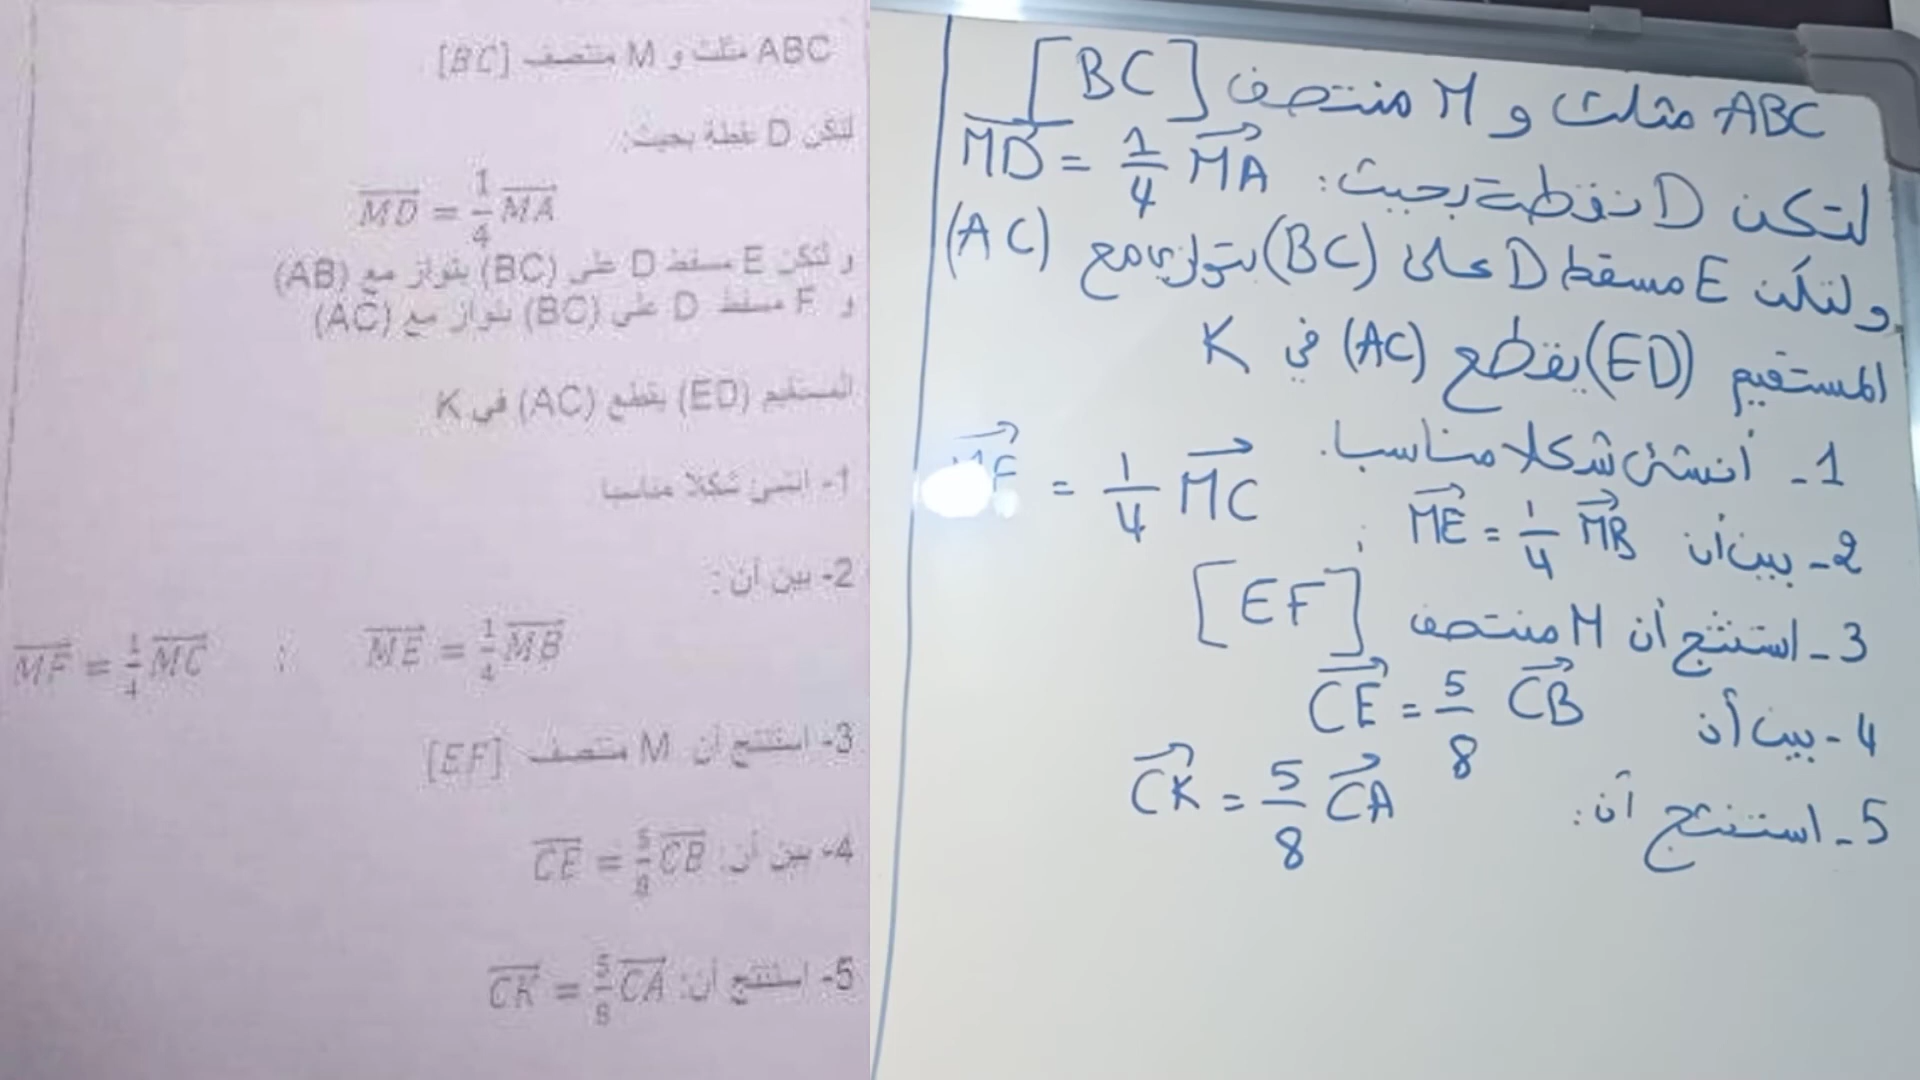 ABC مثلث و M منتصف [BC]
لتكن D نقطة بحيث:
MD = 1/4 MA
و لتكن E مسقط D على (BC) بتواز مع (AB)
و F مسقط D على (BC) بتواز مع (AC)
المستقيم (ED) يقطع (AC) في K
1- انشئ شكلا مناسبا
2- بين أن :
ME = 1/4 MB ; MF = 1/4 MC
3- استنتج أن M منتصف [EF]
4- بين أن: CE = 5/8 CB
5- استنتج أن: CK = 5/8 CA
ABC مثلث و M منتصف [BC]
لتكن D نقطة بحيث: MD = 1/4 MA
و لتكن E مسقط D على (BC) بتوازي مع (AC)
المستقيم (ED) يقطع (AC) في K
1- أنشئ شكلا مناسبا.
2- بين أن ME = 1/4 MB ; MF = 1/4 MC
3- استنتج أن M منتصف [EF]
4- بين أن CE = 5/8 CB
5- استنتج أن: CK = 5/8 CA